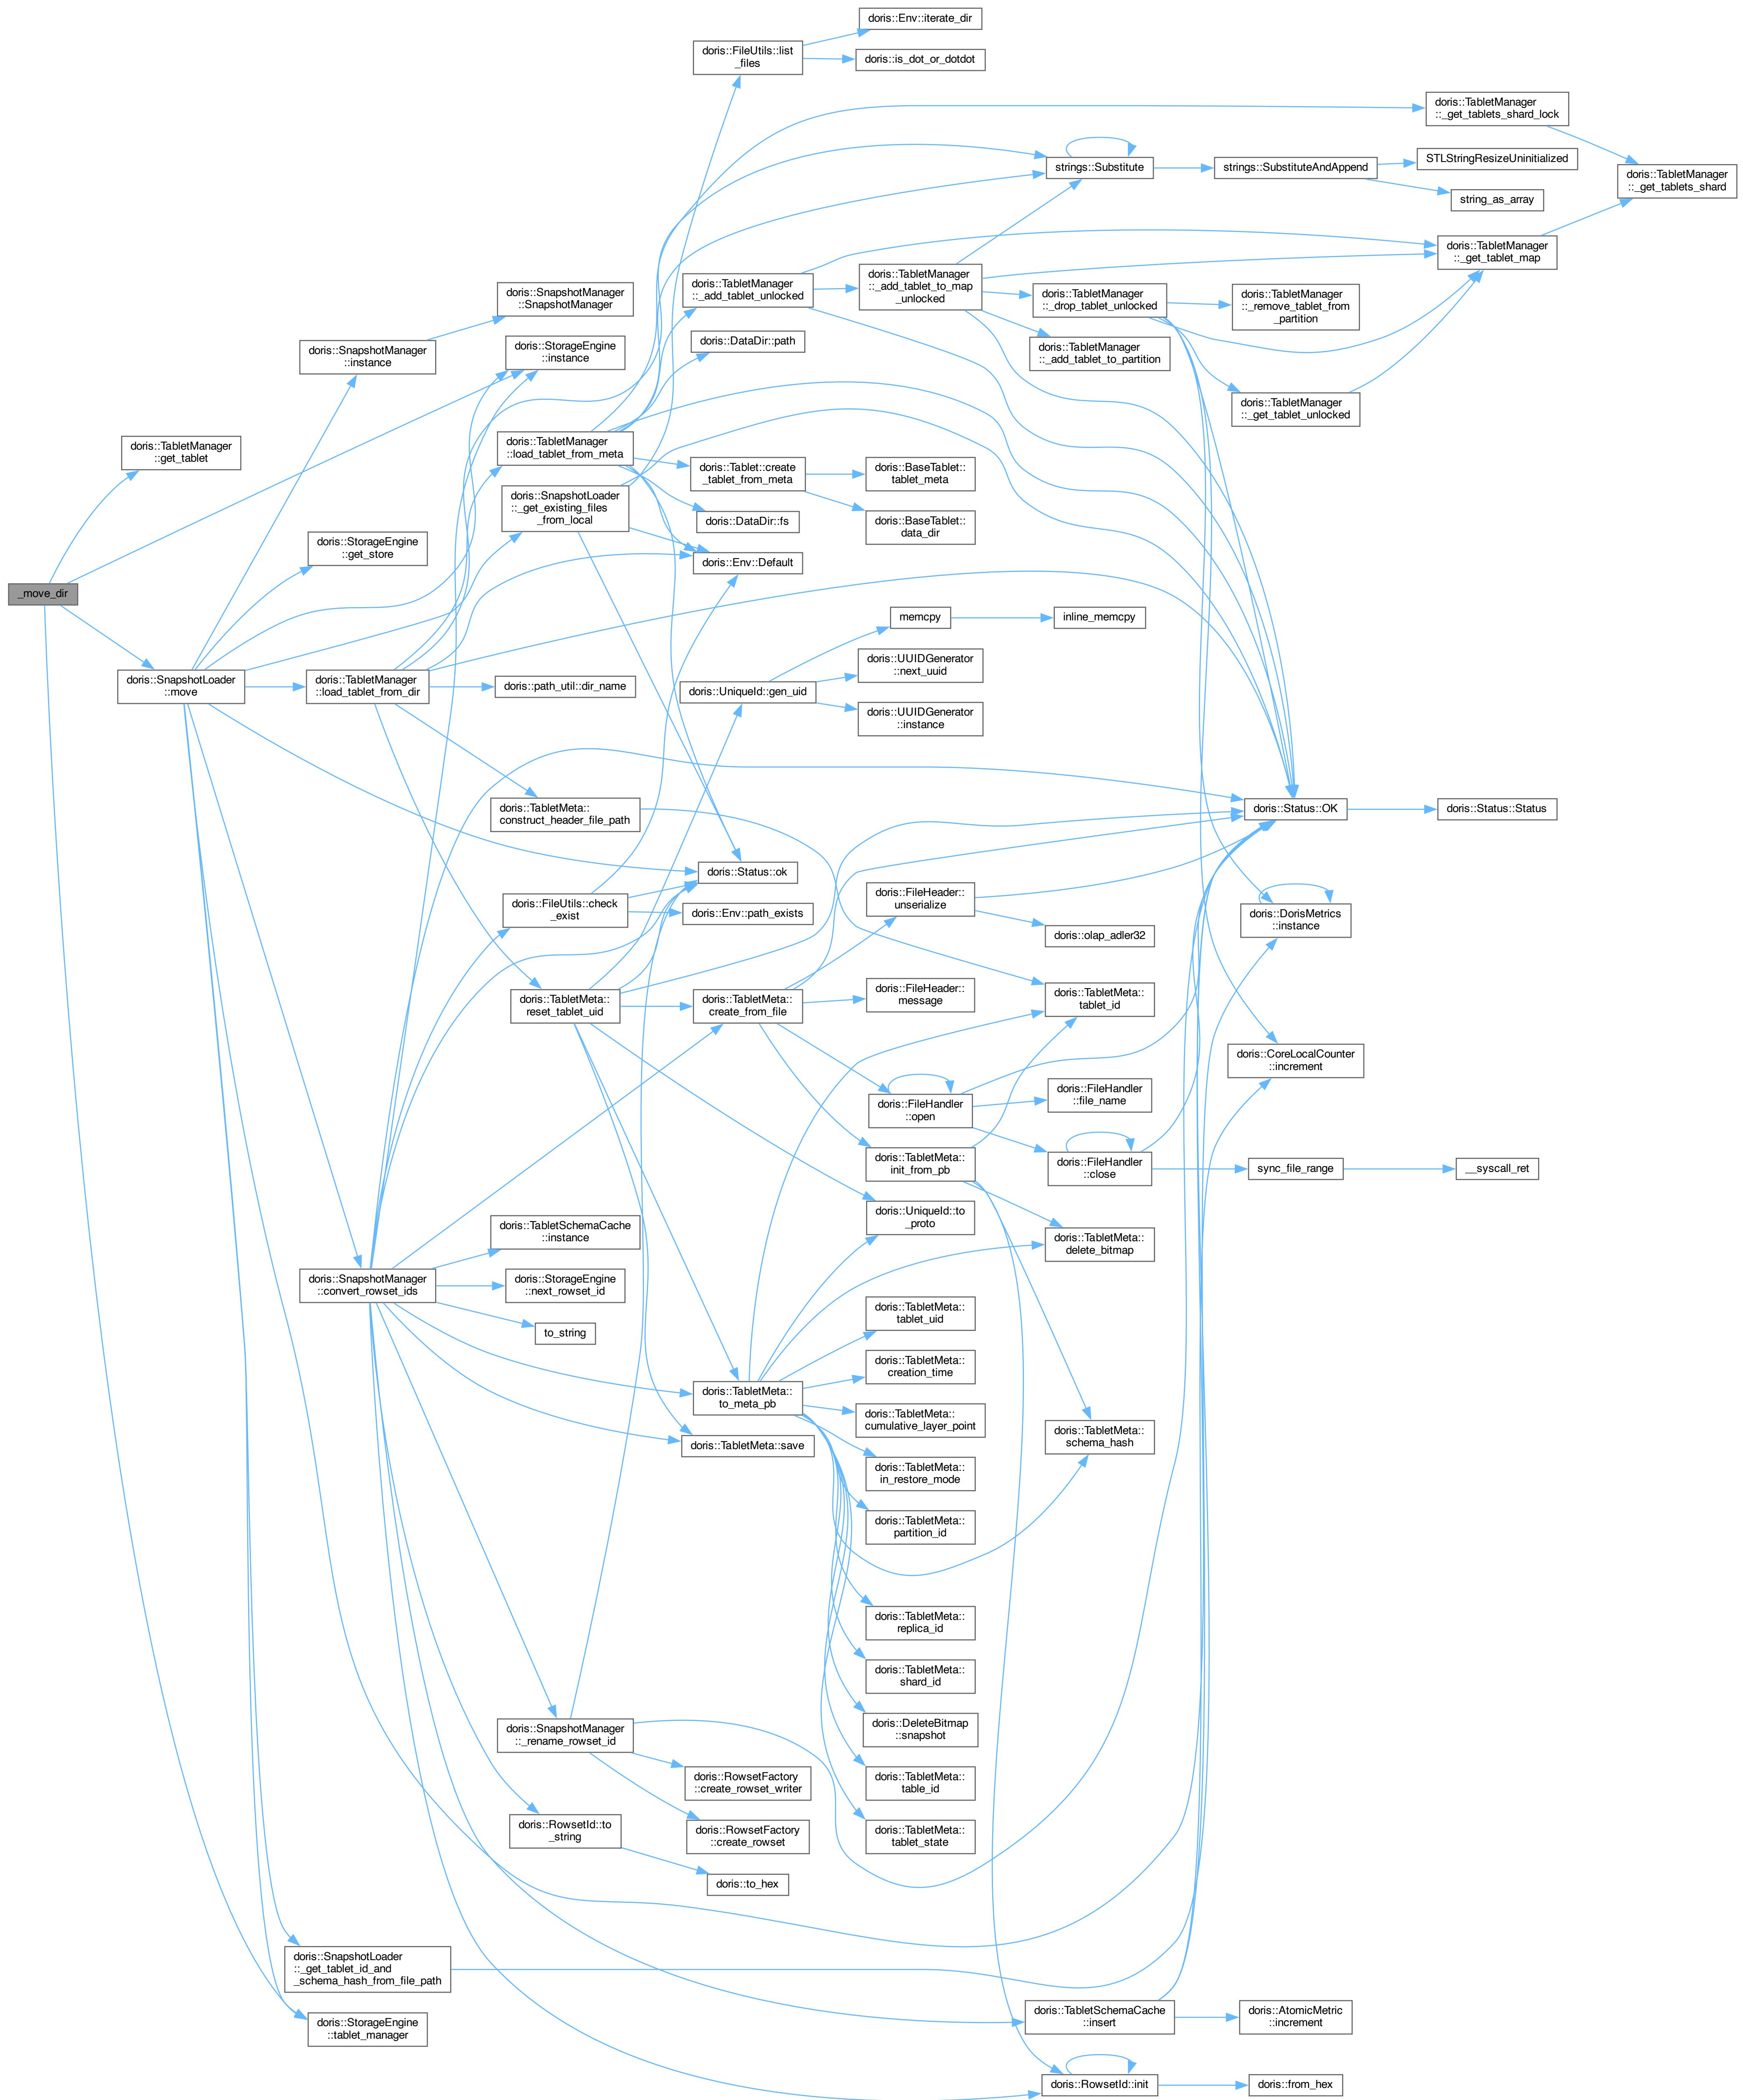 doris::Env::iterate_dir
doris::FileUtils::list
_files
doris::is_dot_or_dotdot
doris::TabletManager
::_get_tablets_shard_lock
strings::Substitute
strings::SubstituteAndAppend
STLStringResizeUninitialized
string_as_array
doris::TabletManager
::_get_tablets_shard
doris::TabletManager
::_get_tablet_map
doris::TabletManager
::_add_tablet_unlocked
doris::TabletManager
::_add_tablet_to_map
_unlocked
doris::TabletManager
::_drop_tablet_unlocked
doris::TabletManager
::_remove_tablet_from
_partition
doris::SnapshotManager
::SnapshotManager
doris::SnapshotManager
::instance
doris::StorageEngine
::instance
doris::DataDir::path
doris::TabletManager
::_add_tablet_to_partition
doris::TabletManager
::_get_tablet_unlocked
doris::TabletManager
::get_tablet
doris::TabletManager
::load_tablet_from_meta
doris::Tablet::create
_tablet_from_meta
doris::BaseTablet::
tablet_meta
doris::SnapshotLoader
::_get_existing_files
_from_local
doris::DataDir::fs
doris::BaseTablet::
data_dir
doris::StorageEngine
::get_store
doris::Env::Default
_move_dir
memcpy
inline_memcpy
doris::SnapshotLoader
::move
doris::TabletManager
::load_tablet_from_dir
doris::path_util::dir_name
doris::UniqueId::gen_uid
doris::UUIDGenerator
::next_uuid
doris::UUIDGenerator
::instance
doris::TabletMeta::
construct_header_file_path
doris::Status::OK
doris::Status::Status
doris::Status::ok
doris::FileUtils::check
_exist
doris::Env::path_exists
doris::FileHeader::
unserialize
doris::olap_adler32
doris::DorisMetrics
::instance
doris::TabletMeta::
reset_tablet_uid
doris::TabletMeta::
create_from_file
doris::FileHeader::
message
doris::TabletMeta::
tablet_id
doris::CoreLocalCounter
::increment
doris::FileHandler
::open
doris::FileHandler
::file_name
doris::TabletMeta::
init_from_pb
doris::FileHandler
::close
sync_file_range
__syscall_ret
doris::UniqueId::to
_proto
doris::TabletMeta::
delete_bitmap
doris::TabletSchemaCache
::instance
doris::SnapshotManager
::convert_rowset_ids
doris::StorageEngine
::next_rowset_id
to_string
doris::TabletMeta::
tablet_uid
doris::TabletMeta::
creation_time
doris::TabletMeta::
to_meta_pb
doris::TabletMeta::
cumulative_layer_point
doris::TabletMeta::save
doris::TabletMeta::
schema_hash
doris::TabletMeta::
in_restore_mode
doris::TabletMeta::
partition_id
doris::TabletMeta::
replica_id
doris::TabletMeta::
shard_id
doris::SnapshotManager
::_rename_rowset_id
doris::DeleteBitmap
::snapshot
doris::RowsetFactory
::create_rowset_writer
doris::TabletMeta::
table_id
doris::RowsetId::to
_string
doris::RowsetFactory
::create_rowset
doris::TabletMeta::
tablet_state
doris::to_hex
doris::SnapshotLoader
::_get_tablet_id_and
_schema_hash_from_file_path
doris::StorageEngine
::tablet_manager
doris::TabletSchemaCache
::insert
doris::AtomicMetric
::increment
doris::RowsetId::init
doris::from_hex